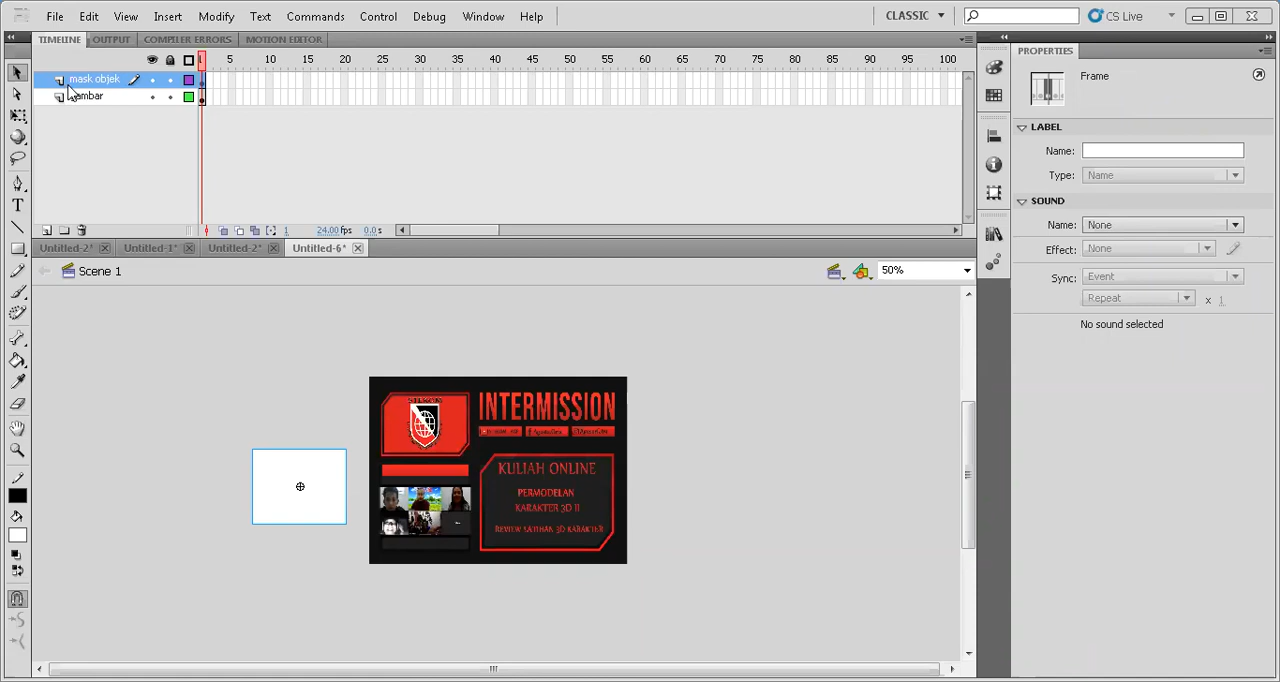 File Edit View Insert Modify Text Commands Control Debug Window Help
CLASSIC
CS Live
TIMELINE OUTPUT COMPILER ERRORS MOTION EDITOR
1 5 10 15 20 25 30 35 40 45 50 55 60 65 70 75 80 85 90 95 100
mask objek
1 24.00 fps 0.0 s
Untitled-2* Untitled-1* Untitled-2* Untitled-6*
Scene 1
50%
INTERMISSION
KULIAH ONLINE
PERMODELAN
KARAKTER 3D II
PROPERTIES
Frame
LABEL
Name:
Type: Name
SOUND
Name: None
Effect: None
Sync: Event
Repeat x 1
No sound selected